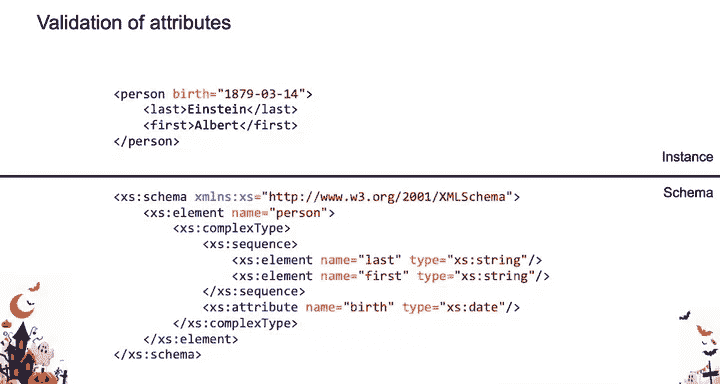 Validation of attributes
<person birth="1879-03-14">
    <last>Einstein</last>
    <first>Albert</first>
</person>
Instance
Schema
<xs:schema xmlns:xs="http://www.w3.org/2001/XMLSchema">
    <xs:element name="person">
        <xs:complexType>
            <xs:sequence>
                <xs:element name="last" type="xs:string"/>
                <xs:element name="first" type="xs:string"/>
            </xs:sequence>
            <xs:attribute name="birth" type="xs:date"/>
        </xs:complexType>
    </xs:element>
</xs:schema>